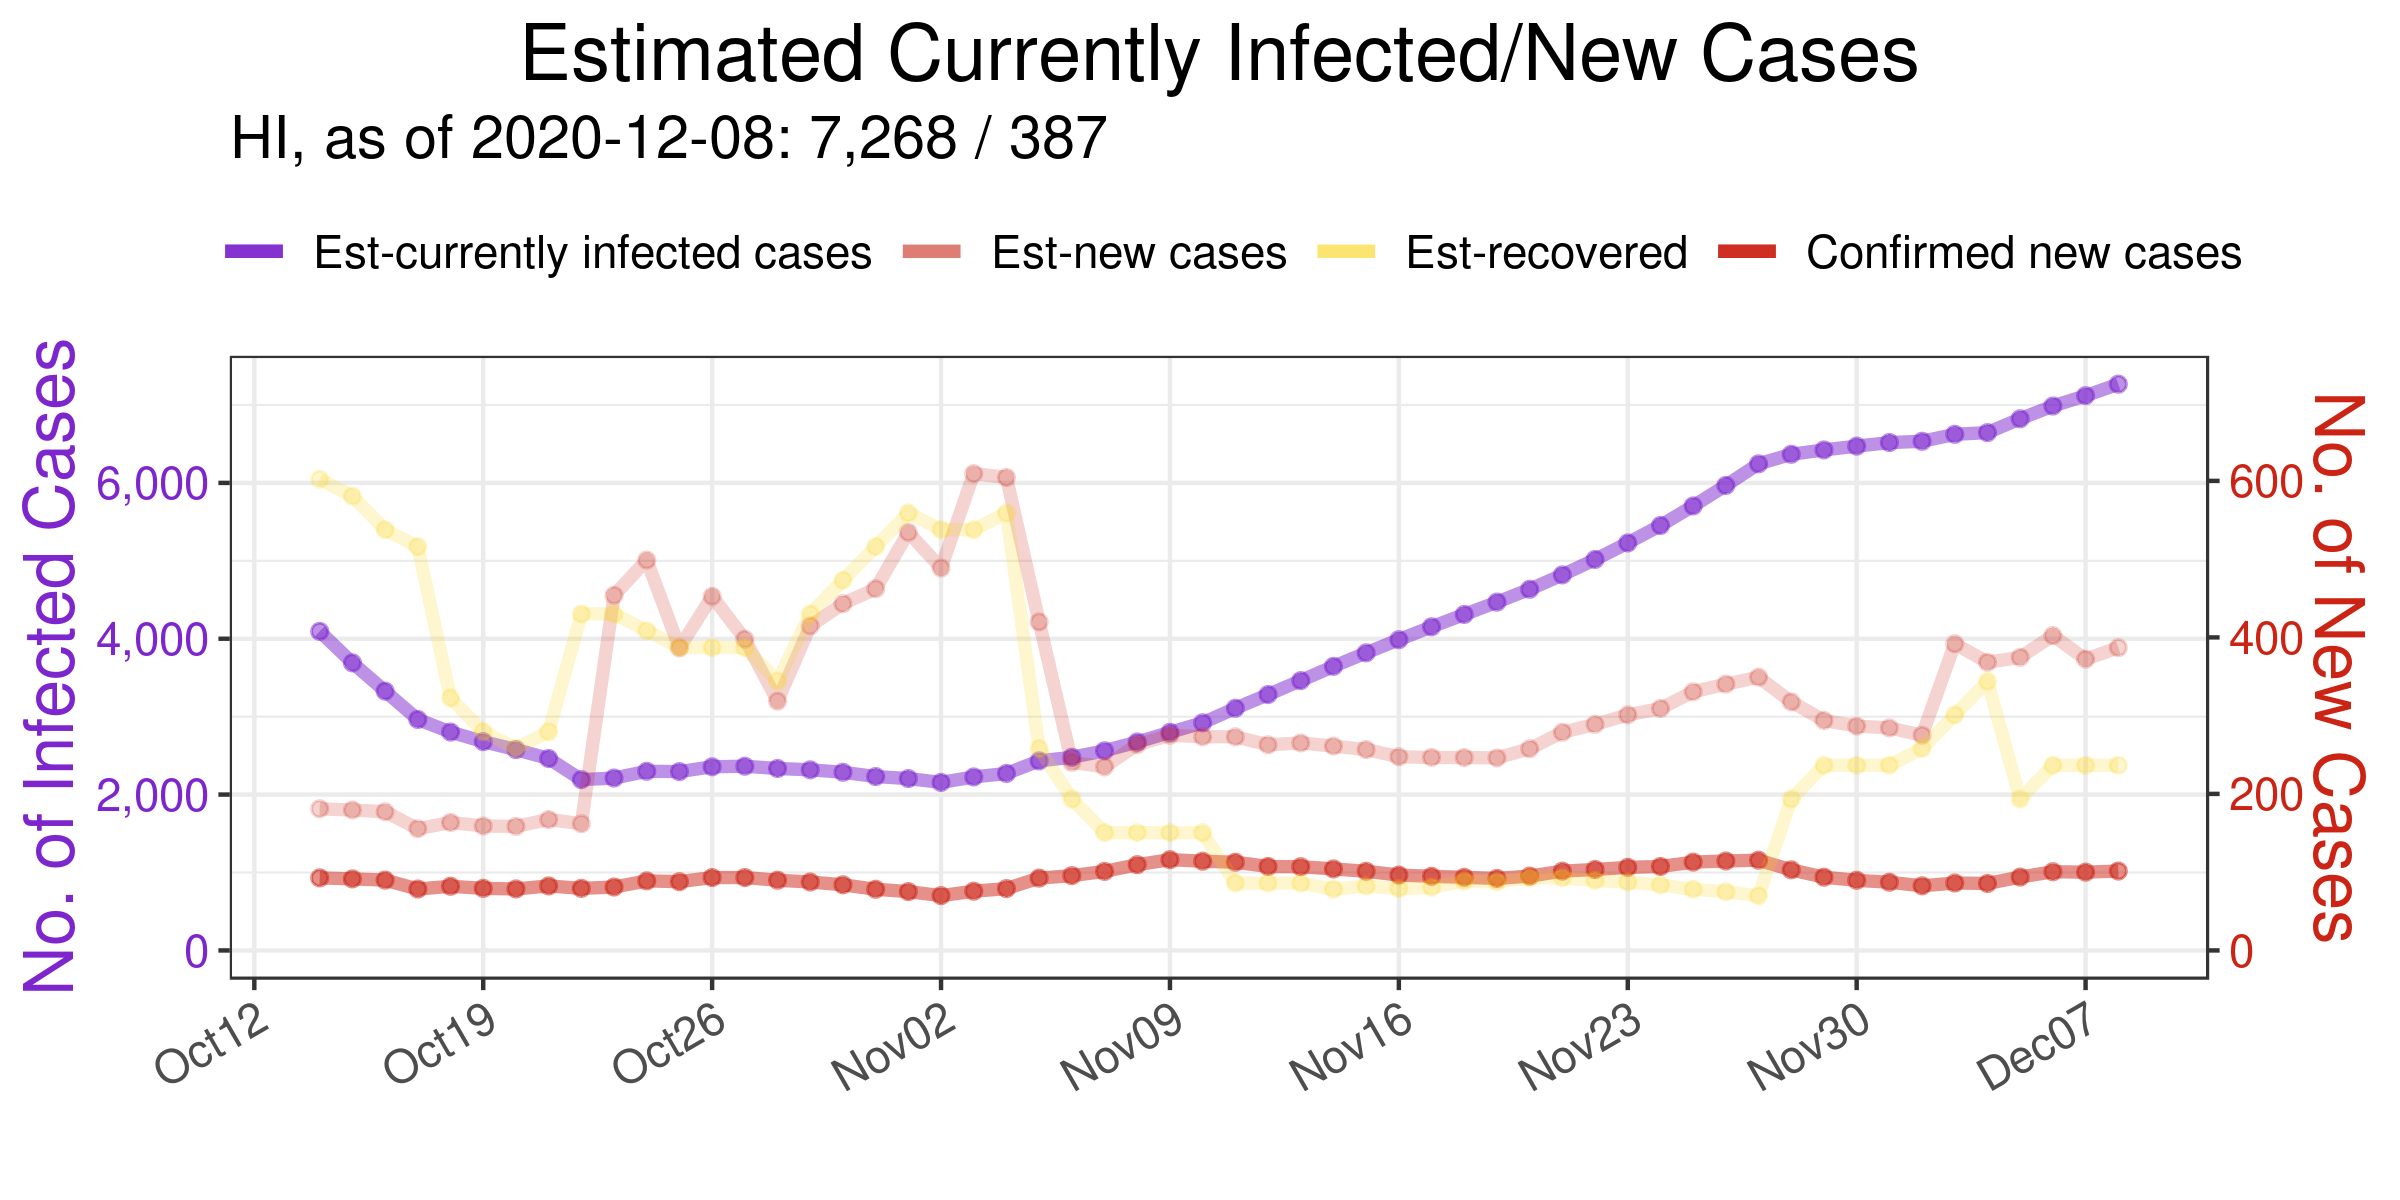 Estimated Currently Infected/New Cases
HI, as of 2020-12-08: 7,268 / 387
Est-currently infected cases Est-new cases Est-recovered Confirmed new cases
No. of Infected Cases
6,000
4,000
2,000
0
600
400
200
0
No. of New Cases
Oct12 Oct19 Oct26 Nov02 Nov09 Nov16 Nov23 Nov30 Dec07